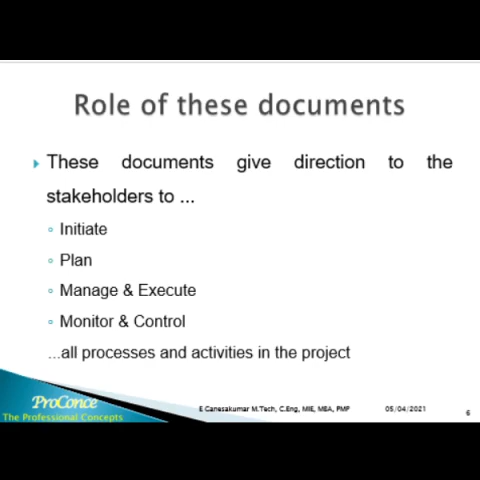 Role of these documents
These documents give direction to the
stakeholders to ...
Initiate
Plan
Manage & Execute
Monitor & Control
...all processes and activities in the project
ProConce
The Professional Concepts
E Canesakumar M.Tech, C.Eng, MIE, MBA, PMP
05/04/2021
6